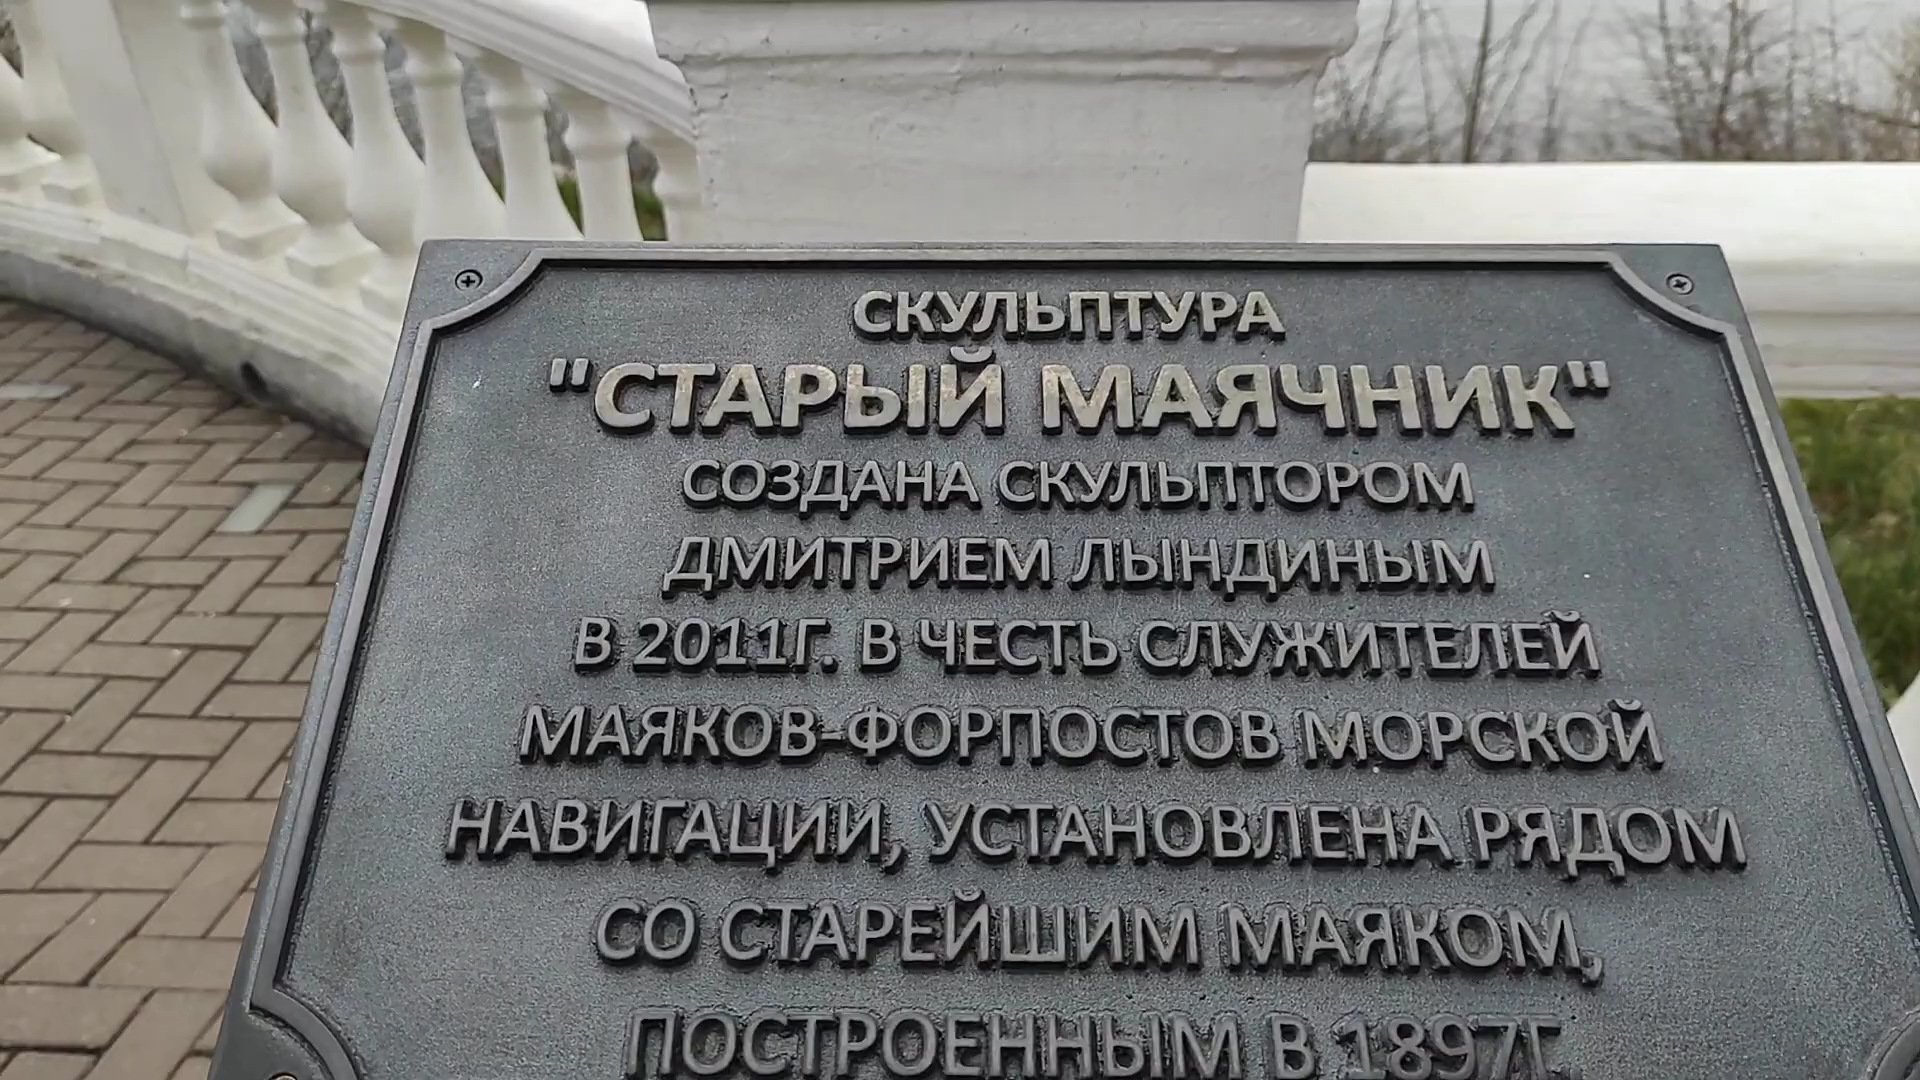 СКУЛЬПТУРА
"СТАРЫЙ МАЯЧНИК"
СОЗДАНА СКУЛЬПТОРОМ
ДМИТРИЕМ ЛЫНДИНЫМ
В 2011Г. В ЧЕСТЬ СЛУЖИТЕЛЕЙ
МАЯКОВ-ФОРПОСТОВ МОРСКОЙ
НАВИГАЦИИ, УСТАНОВЛЕНА РЯДОМ
СО СТАРЕЙШИМ МАЯКОМ,
ПОСТРОЕННЫМ В 1897Г.